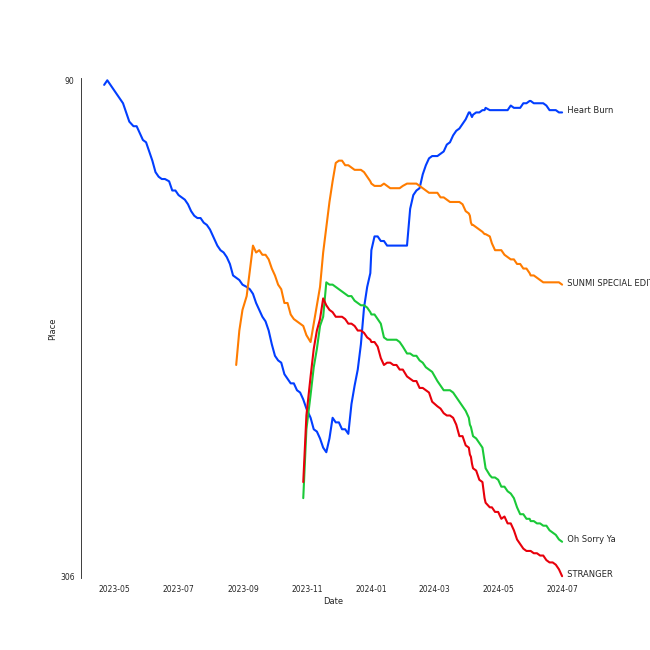 90
Heart Burn
SUNMI SPECIAL EDI
Place
Oh Sorry Ya
306
STRANGER
2023-05 2023-07 2023-09 2023-11 2024-01 2024-03 2024-05 2024-07
Date